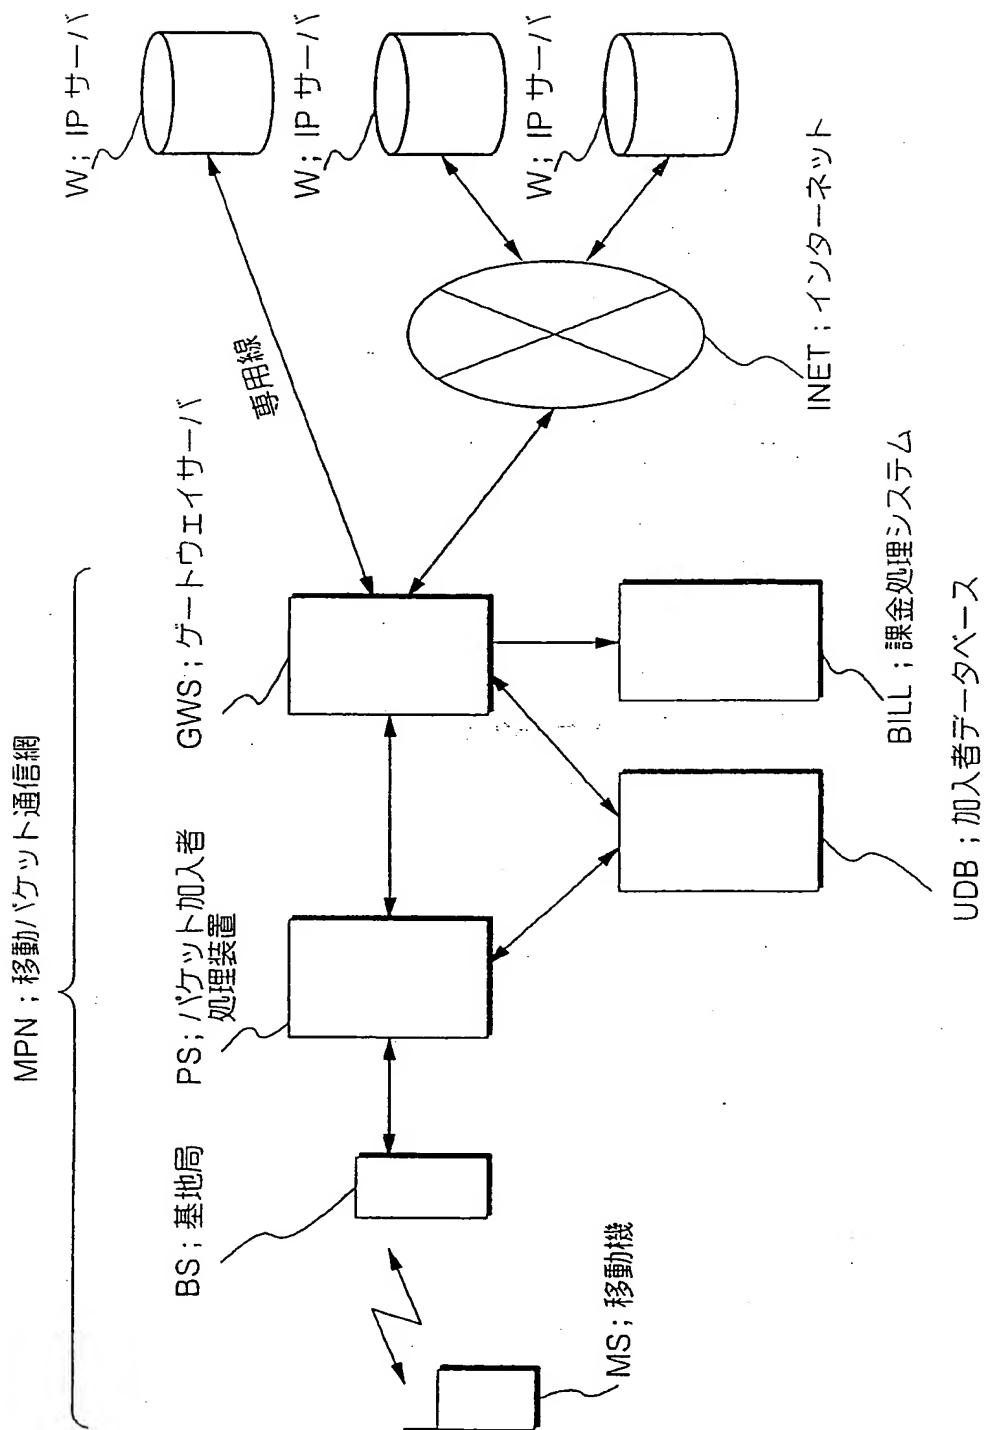 MPN；移動パケット通信網
MS；移動機
BS；基地局
PS；パケット加入者
処理装置
GWS；ゲートウェイサーバ
UDB；加入者データベース
BILL；課金処理システム
専用線
INET；インターネット
W；IPサーバ
W；IPサーバ
W；IPサーバ